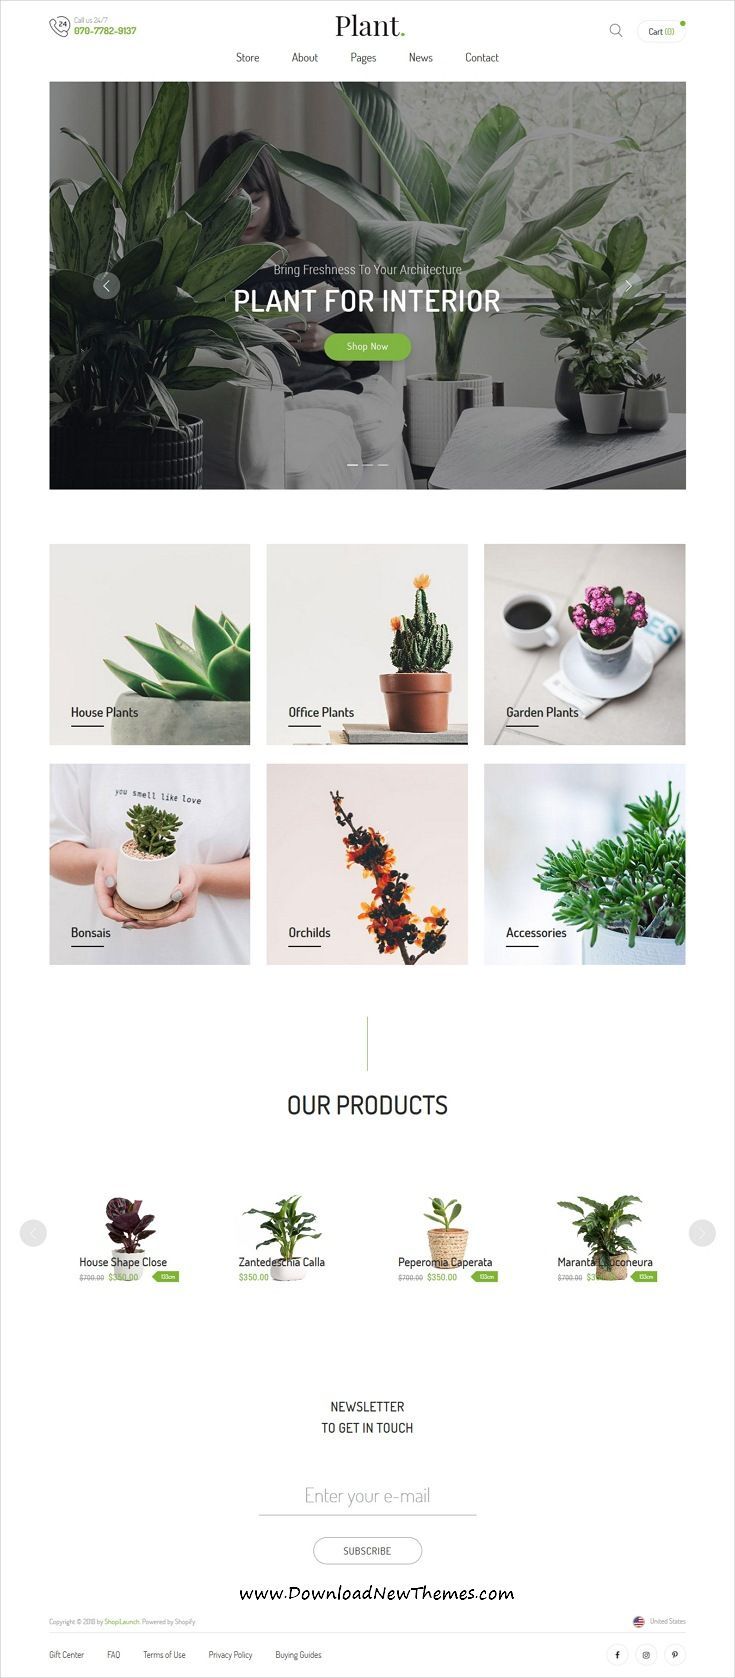 Call us 24/7
24
070-7782-9137
Plant.
Cart (0)
Store About Pages News Contact
Bring Freshness To Your Architecture
PLANT FOR INTERIOR
Shop Now
House Plants
Office Plants
Garden Plants
you smell like love
Bonsais
Orchilds
Accessories
OUR PRODUCTS
House Shape Close
$700.00 $350.00 133cm
Zantedeschia Calla
$350.00
Peperomia Caperata
$700.00 $350.00 133cm
Maranta Leuconeura
$700.00 133cm
NEWSLETTER
TO GET IN TOUCH
Enter your e-mail
SUBSCRIBE
www.DownloadNewThemes.com
Copyright © 2018 by ShopiLaunch. Powered by Shopify
United States
Gift Center FAQ Terms of Use Privacy Policy Buying Guides